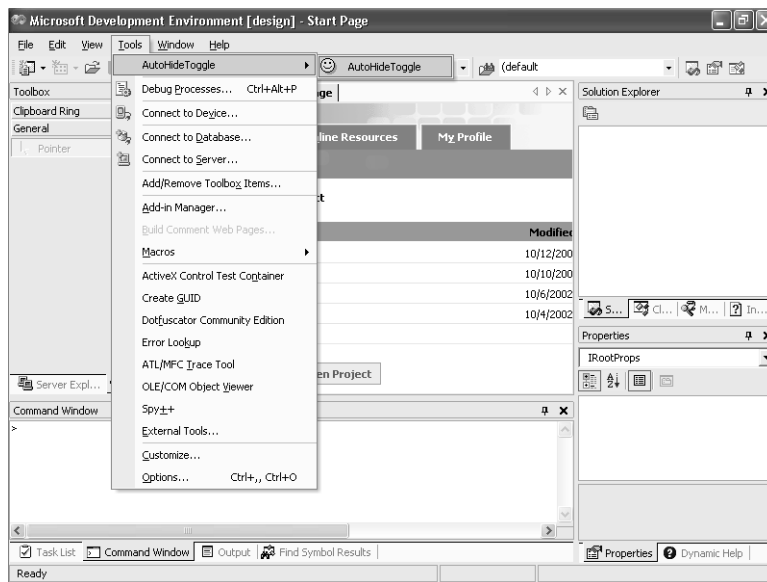 Microsoft Development Environment [design] - Start Page
File Edit View Tools Window Help
(default
AutoHideToggle
AutoHideToggle
Debug Processes... Ctrl+Alt+P
Connect to Device...
Connect to Database...
Connect to Server...
Add/Remove Toolbox Items...
Add-in Manager...
Build Comment Web Pages...
Macros
ActiveX Control Test Container
Create GUID
Dotfuscator Community Edition
Error Lookup
ATL/MFC Trace Tool
OLE/COM Object Viewer
Spy++
External Tools...
Customize...
Options... Ctrl+,, Ctrl+O
Toolbox
Clipboard Ring
General
Pointer
Server Expl...
ge
line Resources
My Profile
t
Modified
10/12/200
10/10/200
10/6/2002
10/4/2002
en Project
Solution Explorer
S... Cl... M... In...
Properties
IRootProps
Command Window
>
Task List Command Window Output Find Symbol Results
Properties Dynamic Help
Ready